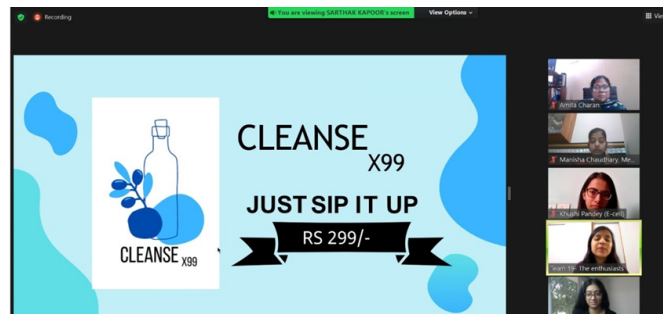 Recording
You are viewing SARTHAK KAPOOR's screen
View Options
CLEANSE
X99
JUST SIP IT UP
RS 299/-
CLEANSE X99
Amita Charan
Manisha Chaudhary, Me...
Khushi Pandey (E-cell)
Team 19- The enthusiasts